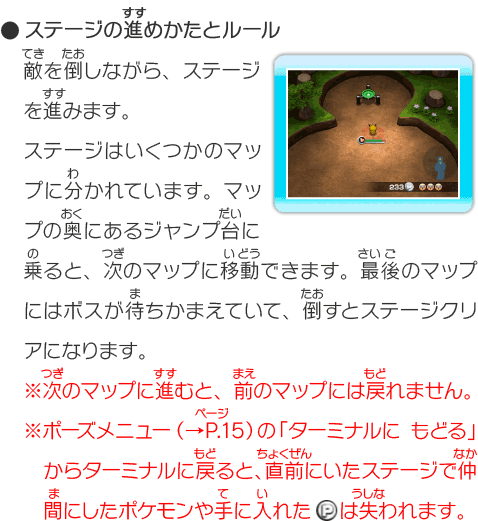 ● ステージの進めかたとルール
敵を倒しながら、ステージ
を進みます。
ステージはいくつかのマッ
プに分かれています。マッ
プの奥にあるジャンプ台に
乗ると、次のマップに移動できます。最後のマップ
にはボスが待ちかまえていて、倒すとステージクリ
アになります。
※次のマップに進むと、前のマップには戻れません。
※ポーズメニュー（→P.15）の「ターミナルに もどる」
からターミナルに戻ると、直前にいたステージで仲
間にしたポケモンや手に入れた Ⓟ は失われます。
233